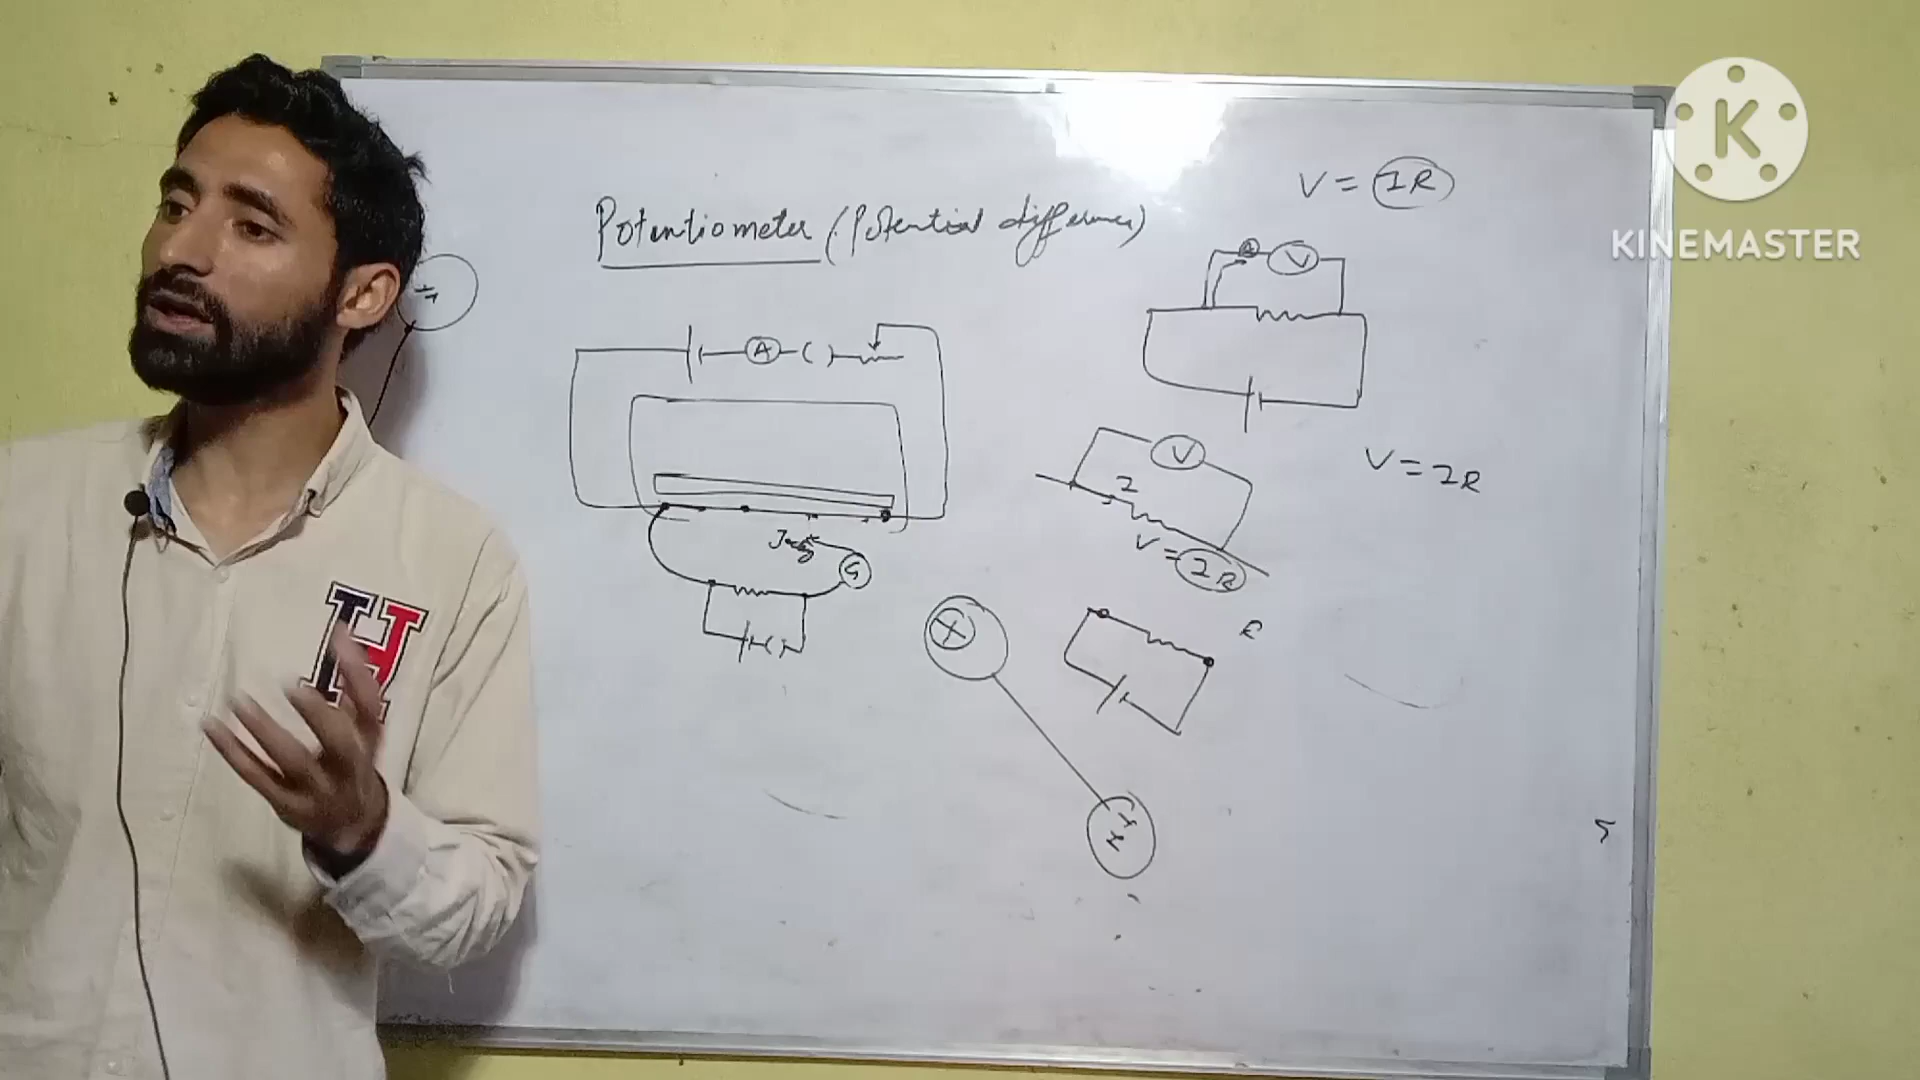 V = IR
Potentiometer (Potential difference)
KINEMASTER
K
A
V
A
V
V = IR
I
V = IR
Jockey
G
E
H